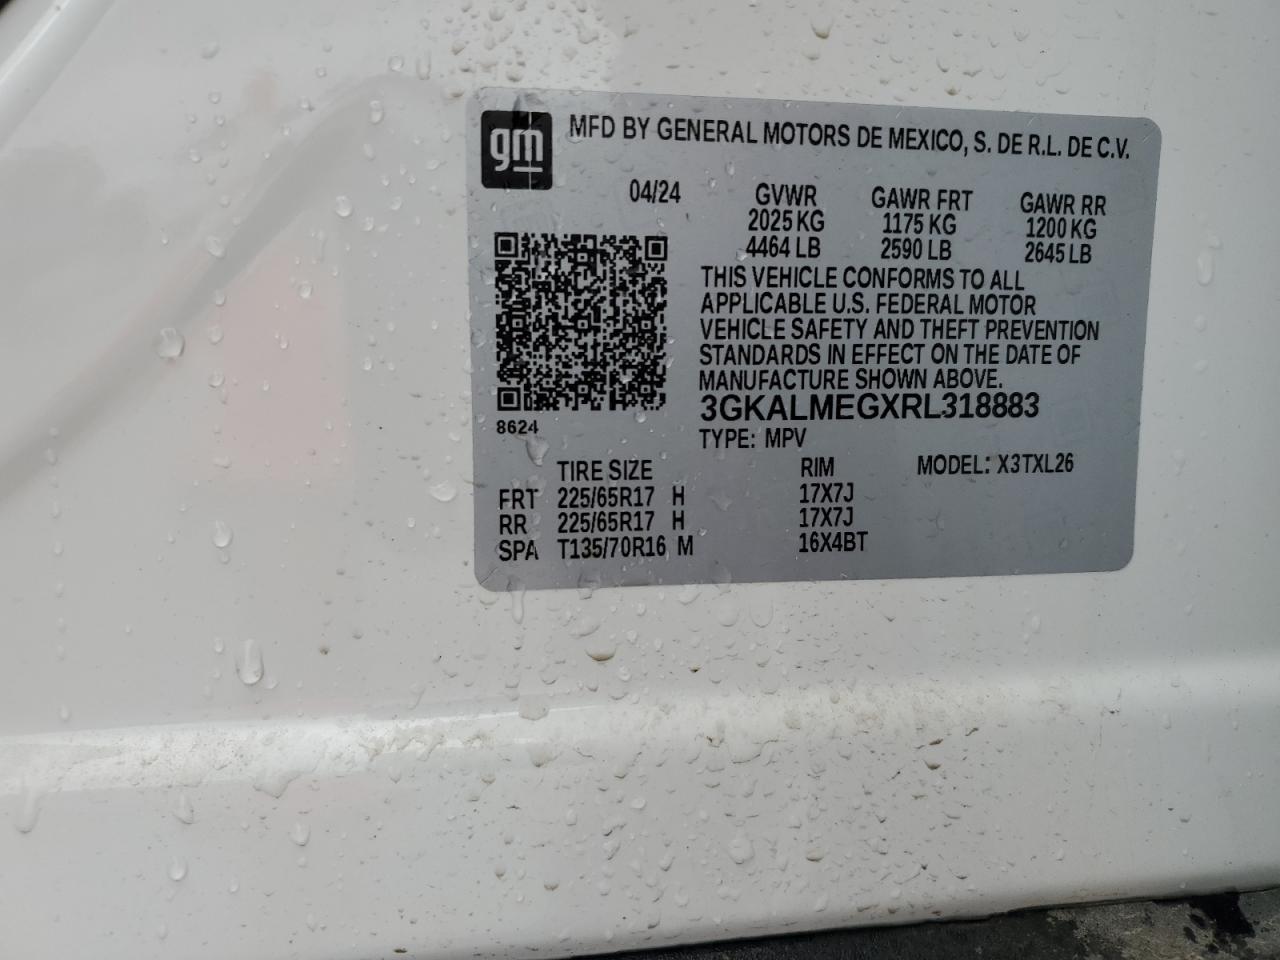 gm MFD BY GENERAL MOTORS DE MEXICO, S. DE R.L. DE C.V.
04/24 GVWR GAWR FRT GAWR RR
2025 KG 1175 KG 1200 KG
4464 LB 2590 LB 2645 LB
THIS VEHICLE CONFORMS TO ALL
APPLICABLE U.S. FEDERAL MOTOR
VEHICLE SAFETY AND THEFT PREVENTION
STANDARDS IN EFFECT ON THE DATE OF
MANUFACTURE SHOWN ABOVE.
3GKALMEGXRL318883
8624 TYPE: MPV
TIRE SIZE RIM MODEL: X3TXL26
FRT 225/65R17 H 17X7J
RR 225/65R17 H 17X7J
SPA T135/70R16 M 16X4BT